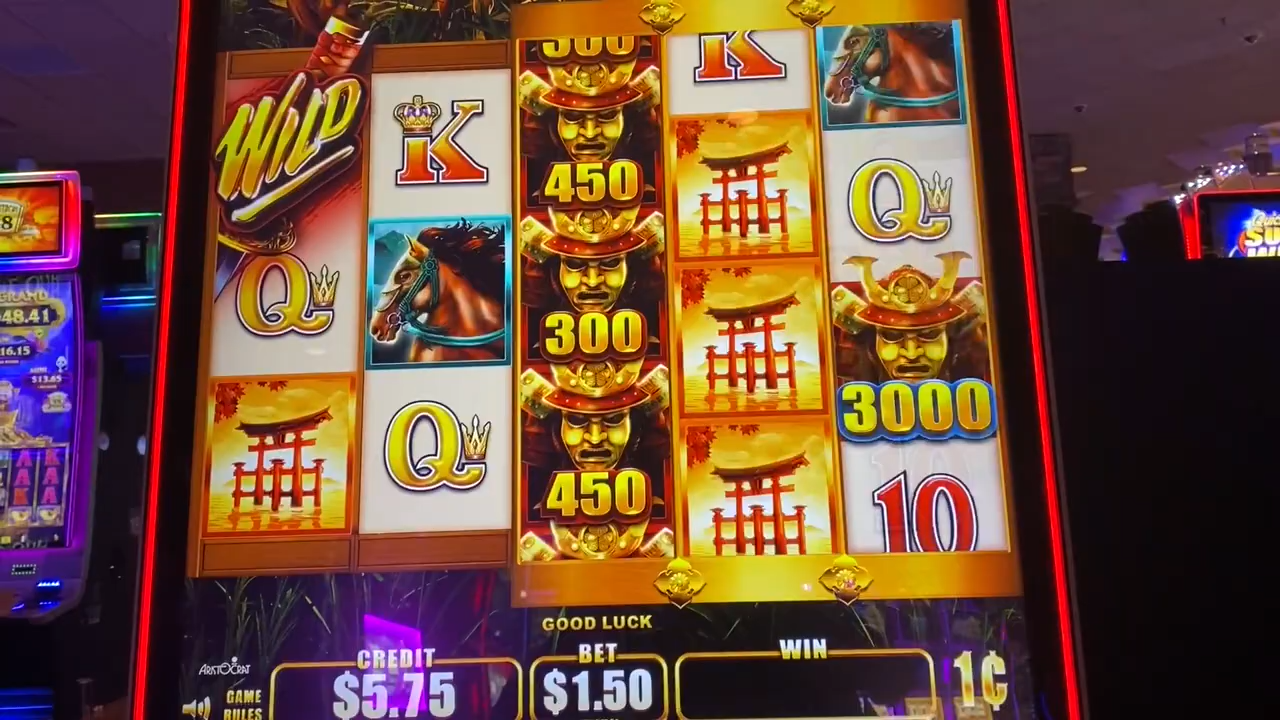 500
WILD
K
K
450
Q
Q
300
3000
Q
450
10
GOOD LUCK
ARISTOCRAT
CREDIT
BET
WIN
$5.75
$1.50
1¢
GAME
RULES
GRAND
48.41
16.15
$13.65